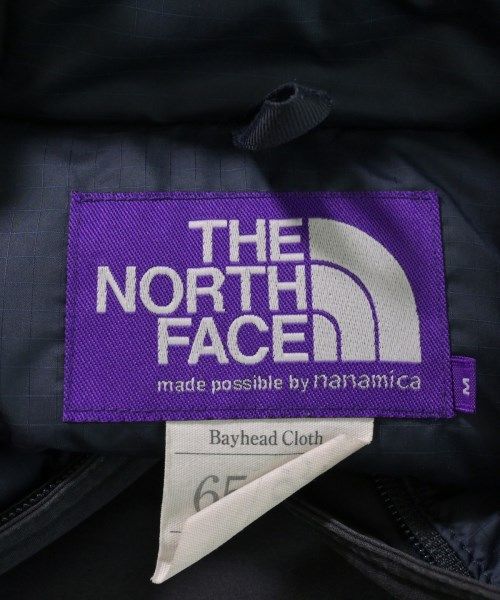 THE
NORTH
FACE
made possible by nanamica
M
Bayhead Cloth
65